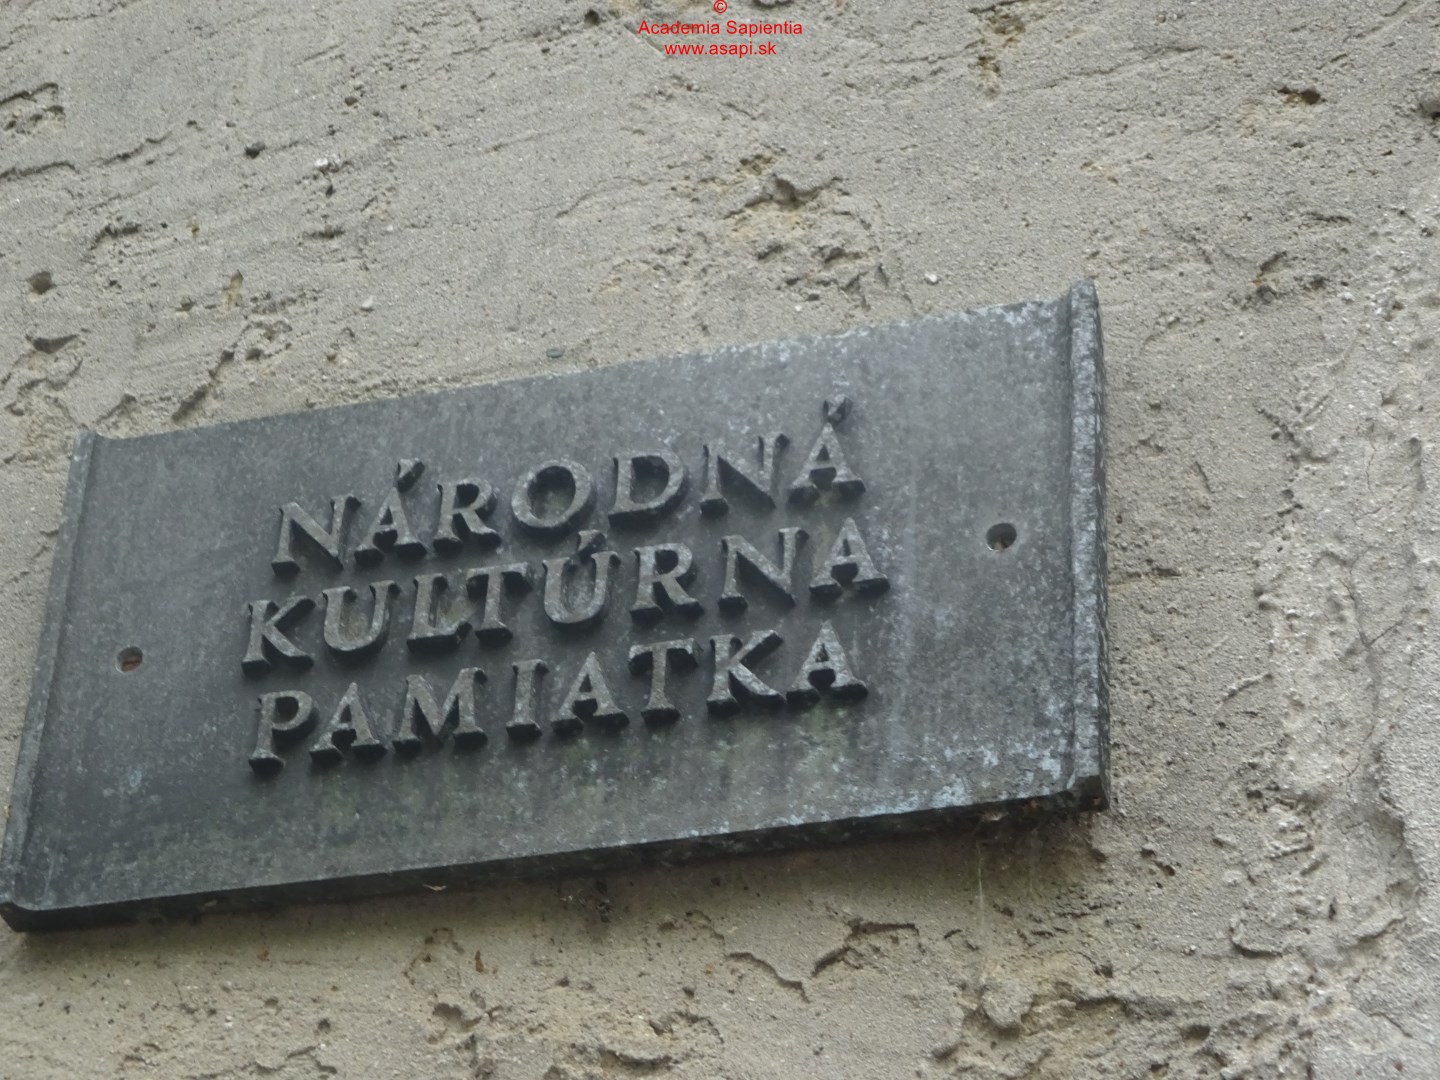 ©
Academia Sapientia
www.asapi.sk
NÁRODNÁ
KULTÚRNA
PAMIATKA